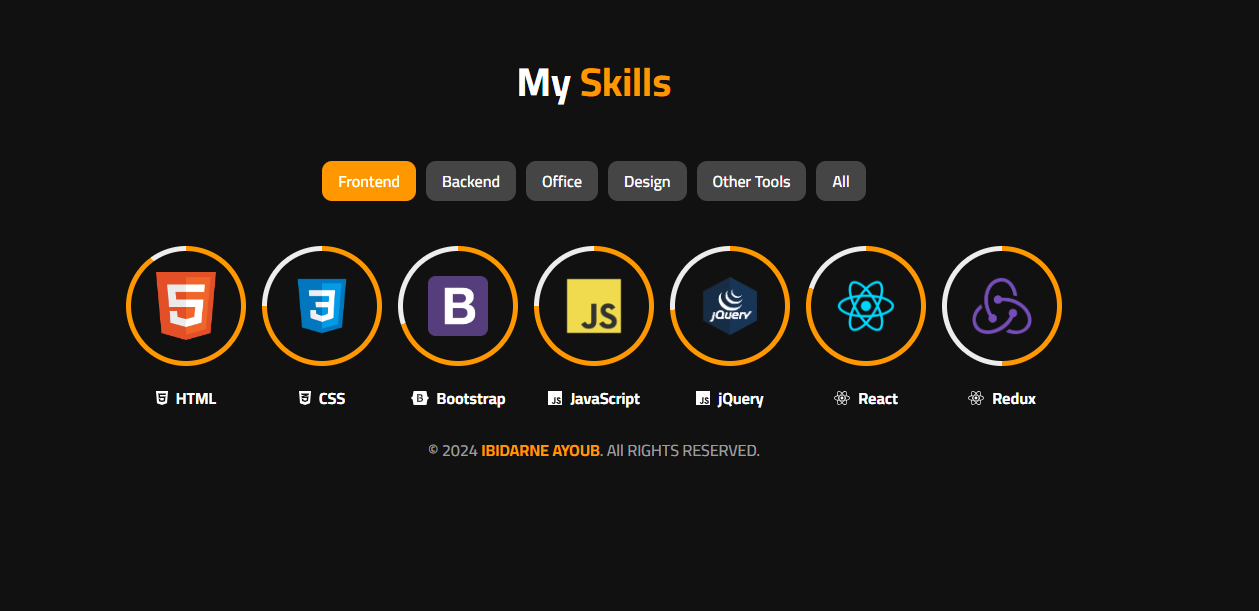 My Skills
Frontend Backend Office Design Other Tools All
5 3 B JS jQuery
HTML CSS Bootstrap JavaScript jQuery React Redux
© 2024 IBIDARNE AYOUB. All RIGHTS RESERVED.